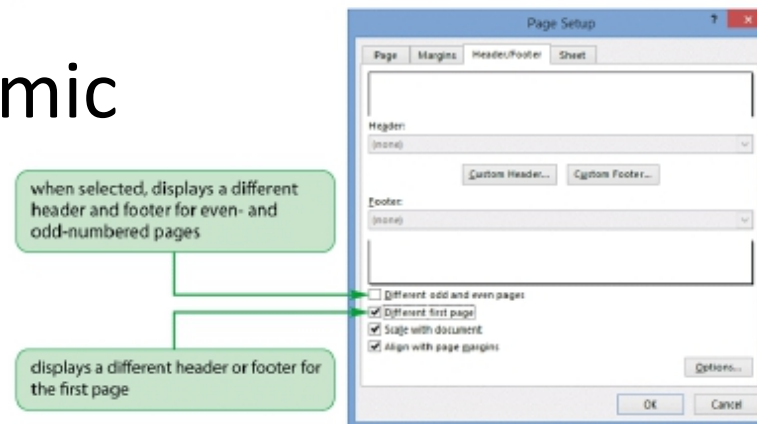 mic
Page Setup
?
Page Margins Header/Footer Sheet
Header:
(none)
Custom Header... Custom Footer...
Footer:
(none)
when selected, displays a different
header and footer for even- and
odd-numbered pages
Different odd and even pages
Different first page
Scale with document
Align with page margins
displays a different header or footer for
the first page
Options...
OK Cancel